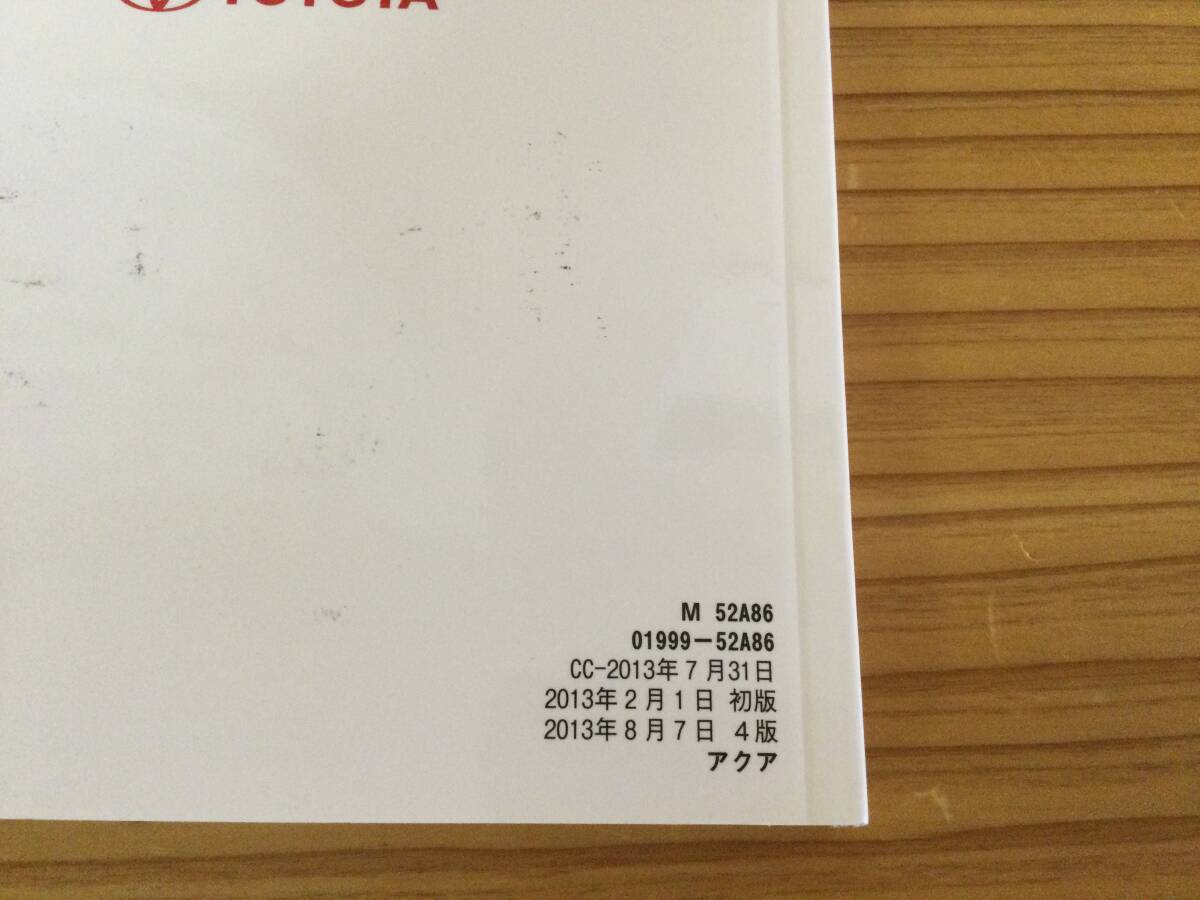 TOYOTA
M 52A86
01999-52A86
CC-2013年7月31日
2013年2月1日 初版
2013年8月7日 4版
アクア